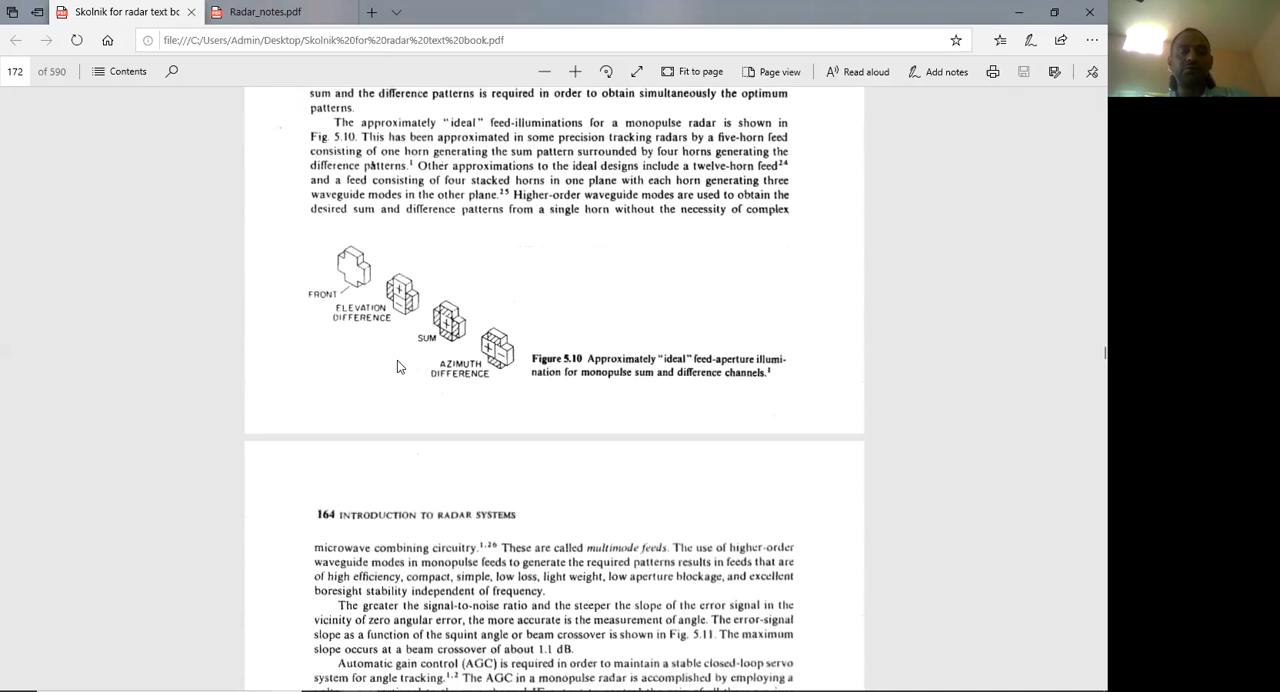 Skolnik for radar text bo
Radar_notes.pdf
file:///C:/Users/Admin/Desktop/Skolnik%20for%20radar%20text%20book.pdf
172 of 590
Contents
Fit to page
Page view
Read aloud
Add notes
sum and the difference patterns is required in order to obtain simultaneously the optimum
patterns.
The approximately "ideal" feed-illuminations for a monopulse radar is shown in
Fig. 5.10. This has been approximated in some precision tracking radars by a five-horn feed
consisting of one horn generating the sum pattern surrounded by four horns generating the
difference patterns.1 Other approximations to the ideal designs include a twelve-horn feed24
and a feed consisting of four stacked horns in one plane with each horn generating three
waveguide modes in the other plane.25 Higher-order waveguide modes are used to obtain the
desired sum and difference patterns from a single horn without the necessity of complex
FRONT
ELEVATION
DIFFERENCE
SUM
AZIMUTH
DIFFERENCE
Figure 5.10 Approximately "ideal" feed-aperture illumi-
nation for monopulse sum and difference channels.1
164 INTRODUCTION TO RADAR SYSTEMS
microwave combining circuitry.1,26 These are called multimode feeds. The use of higher-order
waveguide modes in monopulse feeds to generate the required patterns results in feeds that are
of high efficiency, compact, simple, low loss, light weight, low aperture blockage, and excellent
boresight stability independent of frequency.
The greater the signal-to-noise ratio and the steeper the slope of the error signal in the
vicinity of zero angular error, the more accurate is the measurement of angle. The error-signal
slope as a function of the squint angle or beam crossover is shown in Fig. 5.11. The maximum
slope occurs at a beam crossover of about 1.1 dB.
Automatic gain control (AGC) is required in order to maintain a stable closed-loop servo
system for angle tracking.1,2 The AGC in a monopulse radar is accomplished by employing a